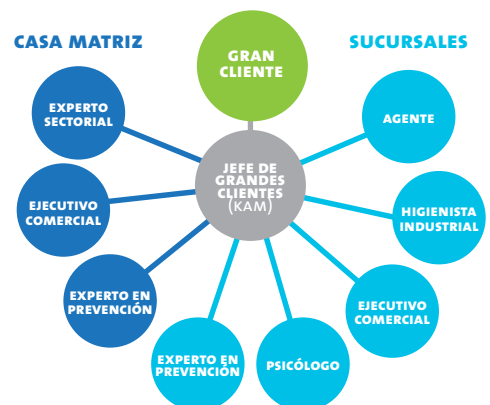 CASA MATRIZ
GRAN
CLIENTE
SUCURSALES
EXPERTO
SECTORIAL
AGENTE
JEFE DE
GRANDES
CLIENTES
(KAM)
EJECUTIVO
COMERCIAL
HIGIENISTA
INDUSTRIAL
EXPERTO EN
PREVENCIÓN
EJECUTIVO
COMERCIAL
EXPERTO EN
PREVENCIÓN
PSICÓLOGO